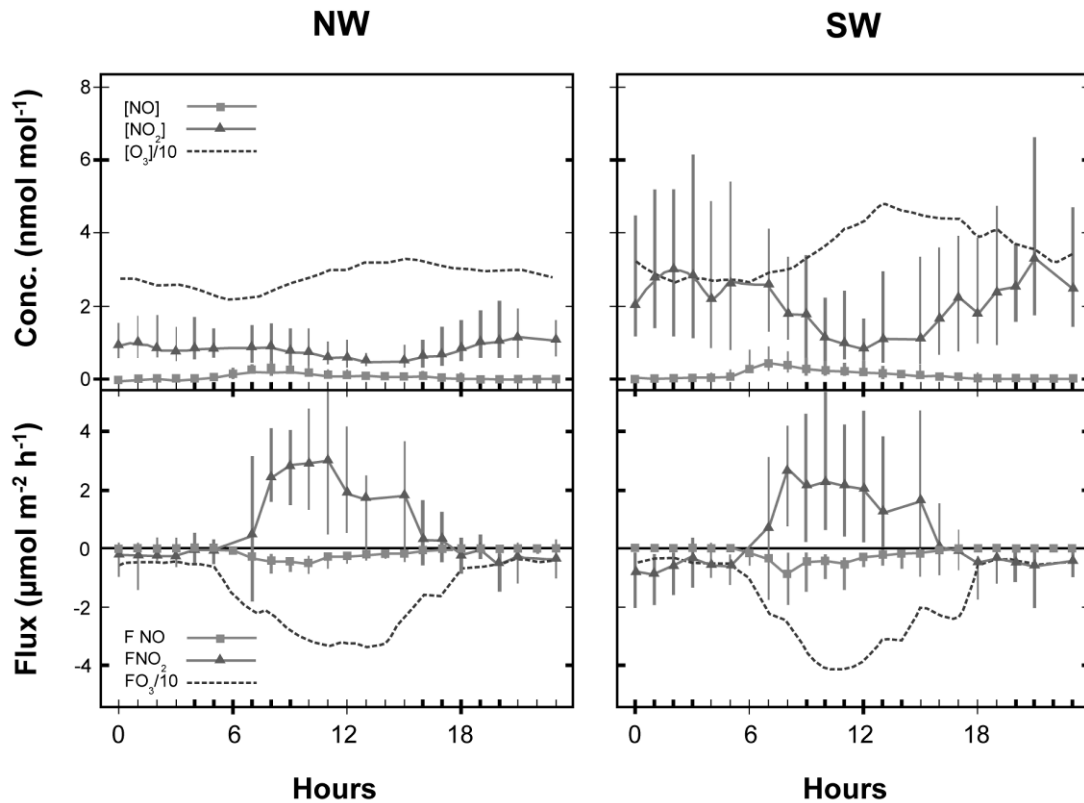 NW
SW
Conc. (nmol mol⁻¹)
8
6
4
2
0
[NO]
[NO₂]
[O₃]/10
Flux (μmol m⁻² h⁻¹)
4
2
0
-2
-4
F NO
FNO₂
FO₃/10
0 6 12 18
0 6 12 18
Hours
Hours